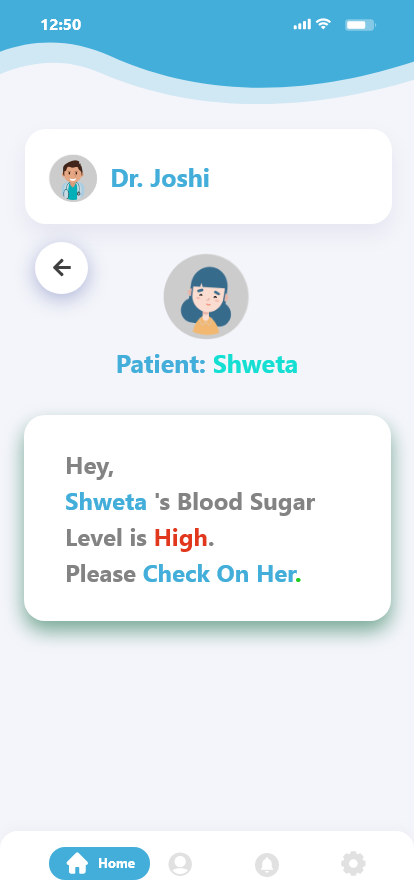 12:50
Dr. Joshi
Patient: Shweta
Hey,
Shweta 's Blood Sugar
Level is High.
Please Check On Her.
Home